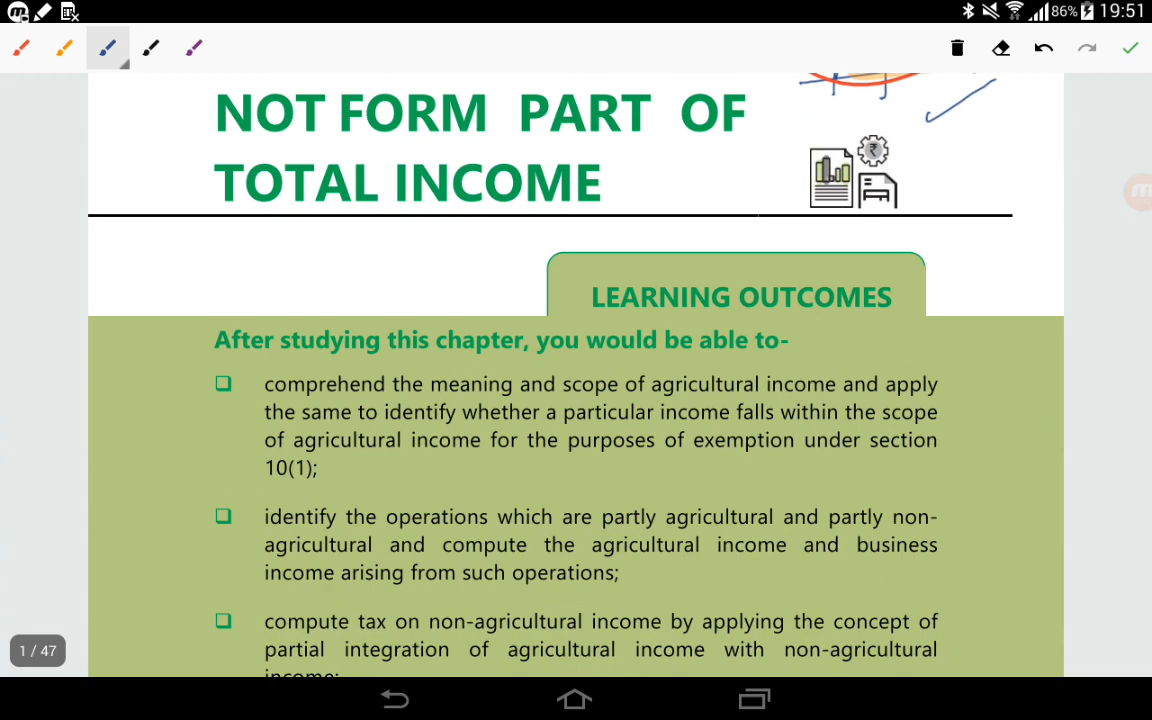 86% 19:51
NOT FORM PART OF
TOTAL INCOME
LEARNING OUTCOMES
After studying this chapter, you would be able to-
comprehend the meaning and scope of agricultural income and apply
the same to identify whether a particular income falls within the scope
of agricultural income for the purposes of exemption under section
10(1);
identify the operations which are partly agricultural and partly non-
agricultural and compute the agricultural income and business
income arising from such operations;
compute tax on non-agricultural income by applying the concept of
partial integration of agricultural income with non-agricultural
income;
1 / 47